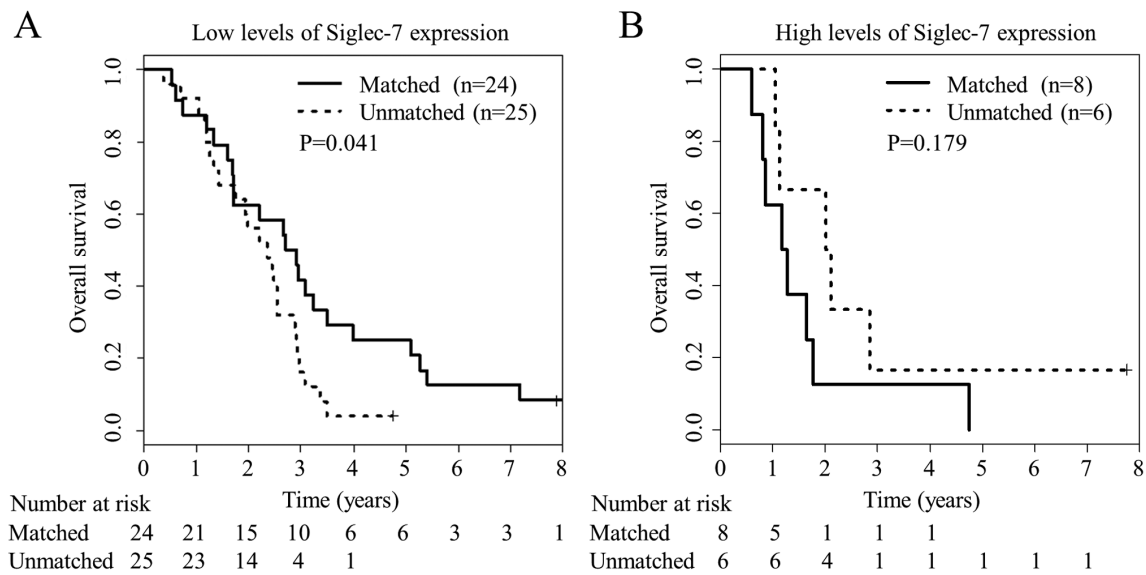 A
Low levels of Siglec-7 expression
Matched (n=24)
Unmatched (n=25)
P=0.041
Overall survival
1.0
0.8
0.6
0.4
0.2
0.0
0 1 2 3 4 5 6 7 8
Time (years)
Number at risk
Matched 24 21 15 10 6 6 3 3 1
Unmatched 25 23 14 4 1
B
High levels of Siglec-7 expression
Matched (n=8)
Unmatched (n=6)
P=0.179
Overall survival
1.0
0.8
0.6
0.4
0.2
0.0
0 1 2 3 4 5 6 7 8
Time (years)
Number at risk
Matched 8 5 1 1 1
Unmatched 6 6 4 1 1 1 1 1